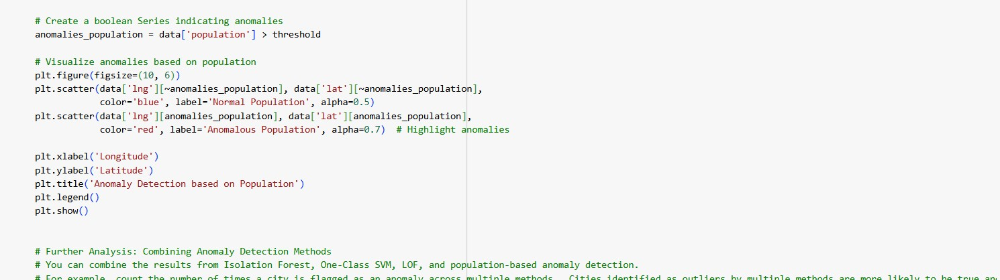 # Create a boolean Series indicating anomalies
anomalies_population = data['population'] > threshold
# Visualize anomalies based on population
plt.figure(figsize=(10, 6))
plt.scatter(data['lng'][~anomalies_population], data['lat'][~anomalies_population],
            color='blue', label='Normal Population', alpha=0.5)
plt.scatter(data['lng'][anomalies_population], data['lat'][anomalies_population],
            color='red', label='Anomalous Population', alpha=0.7)  # Highlight anomalies
plt.xlabel('Longitude')
plt.ylabel('Latitude')
plt.title('Anomaly Detection based on Population')
plt.legend()
plt.show()
# Further Analysis: Combining Anomaly Detection Methods
# You can combine the results from Isolation Forest, One-Class SVM, LOF, and population-based anomaly detection.
# For example, count the number of times a city is flagged as an anomaly across multiple methods.  Cities identified as outliers by multiple methods are more likely to be true